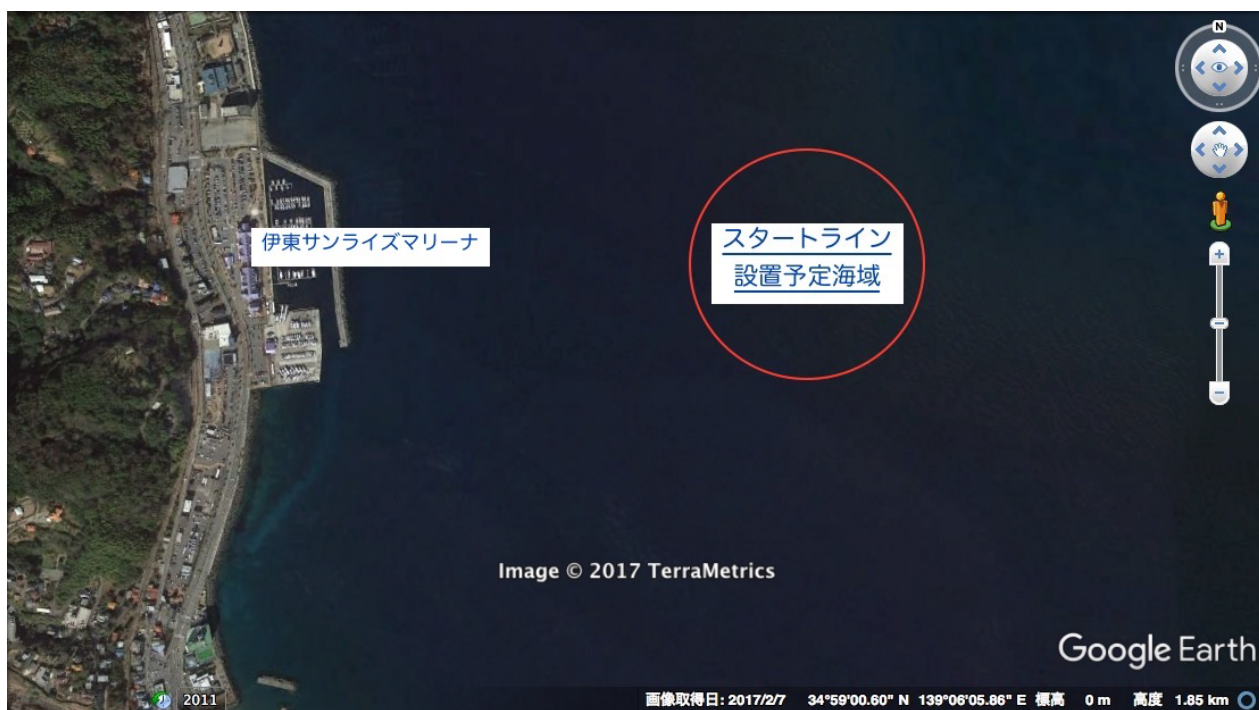 N
伊東サンライズマリーナ
スタートライン
設置予定海域
Image © 2017 TerraMetrics
Google Earth
2011
画像取得日: 2017/2/7 34°59'00.60" N 139°06'05.86" E 標高 0 m 高度 1.85 km